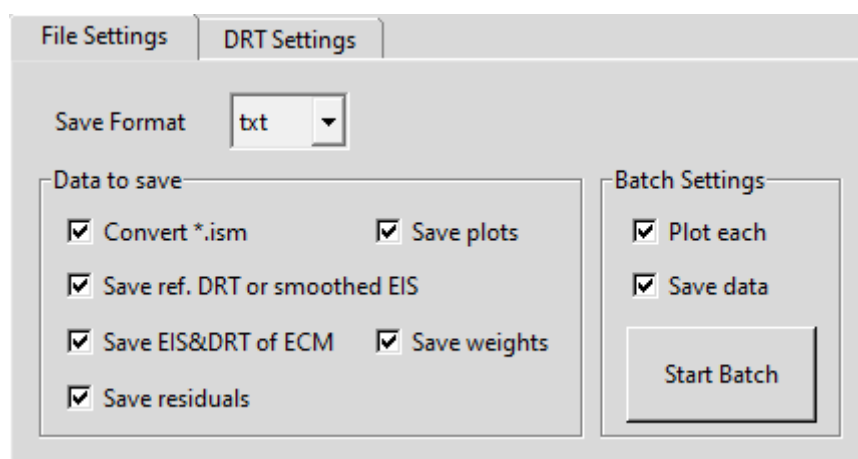 File Settings DRT Settings
Save Format txt
Data to save Batch Settings
Convert *.ism Save plots Plot each
Save ref. DRT or smoothed EIS Save data
Save EIS&DRT of ECM Save weights
Start Batch
Save residuals